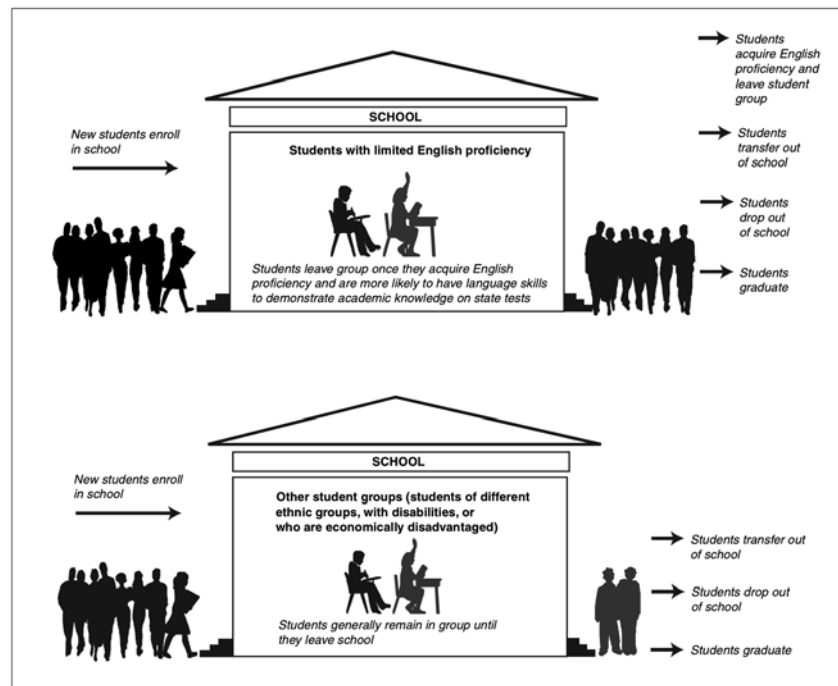 SCHOOL
New students enroll
in school
Students with limited English proficiency
Students leave group once they acquire English
proficiency and are more likely to have language skills
to demonstrate academic knowledge on state tests
Students
acquire English
proficiency and
leave student
group
Students
transfer out
of school
Students
drop out
of school
Students
graduate
SCHOOL
New students enroll
in school
Other student groups (students of different
ethnic groups, with disabilities, or
who are economically disadvantaged)
Students generally remain in group until
they leave school
Students transfer out
of school
Students drop out
of school
Students graduate